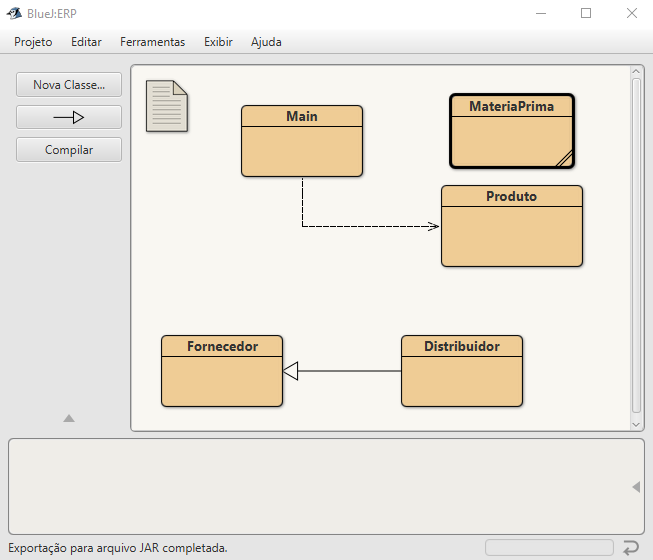 BlueJ:ERP
Projeto Editar Ferramentas Exibir Ajuda
Nova Classe...
Compilar
Main
MateriaPrima
Produto
Fornecedor
Distribuidor
Exportação para arquivo JAR completada.